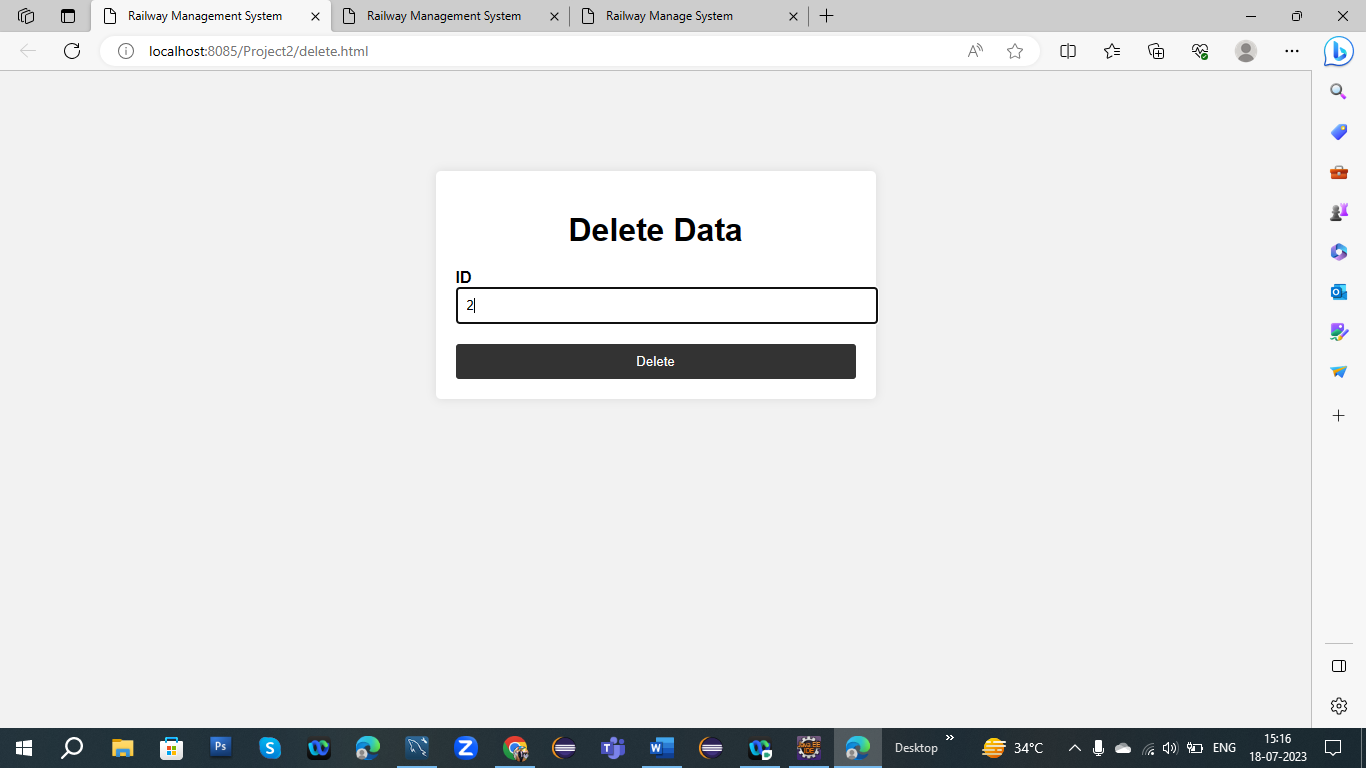 Railway Management System
Railway Management System
Railway Manage System
localhost:8085/Project2/delete.html
Delete Data
ID
2
Delete
Ps
Desktop
34°C
ENG
15:16
18-07-2023